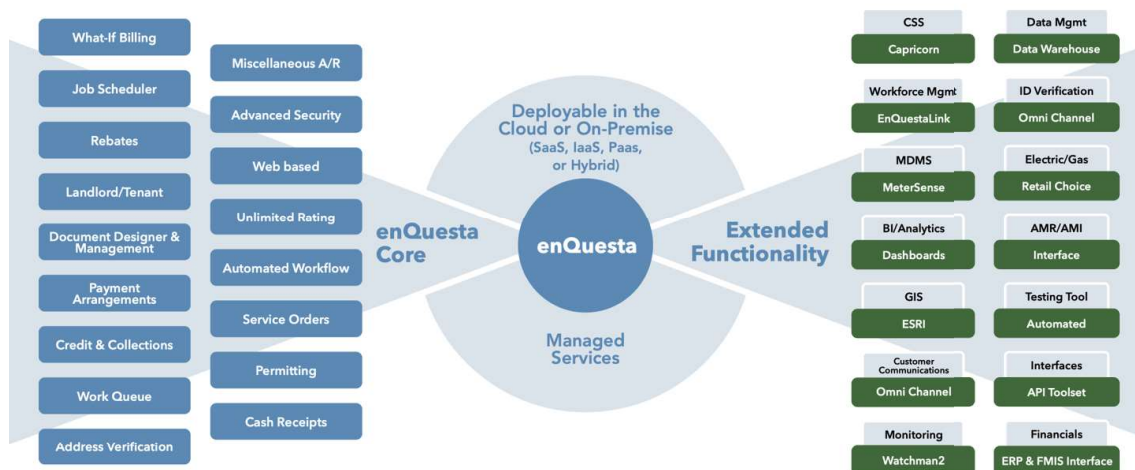 What-If Billing
Job Scheduler
Rebates
Landlord/Tenant
Document Designer &
Management
Payment
Arrangements
Credit & Collections
Work Queue
Address Verification
Miscellaneous A/R
Advanced Security
Web based
Unlimited Rating
Automated Workflow
Service Orders
Permitting
Cash Receipts
enQuesta
Core
Deployable in the
Cloud or On-Premise
(SaaS, IaaS, Paas,
or Hybrid)
enQuesta
Managed
Services
Extended
Functionality
CSS
Capricorn
Workforce Mgmt
EnQuestaLink
MDMS
MeterSense
BI/Analytics
Dashboards
GIS
ESRI
Customer
Communications
Omni Channel
Monitoring
Watchman2
Data Mgmt
Data Warehouse
ID Verification
Omni Channel
Electric/Gas
Retail Choice
AMR/AMI
Interface
Testing Tool
Automated
Interfaces
API Toolset
Financials
ERP & FMIS Interface